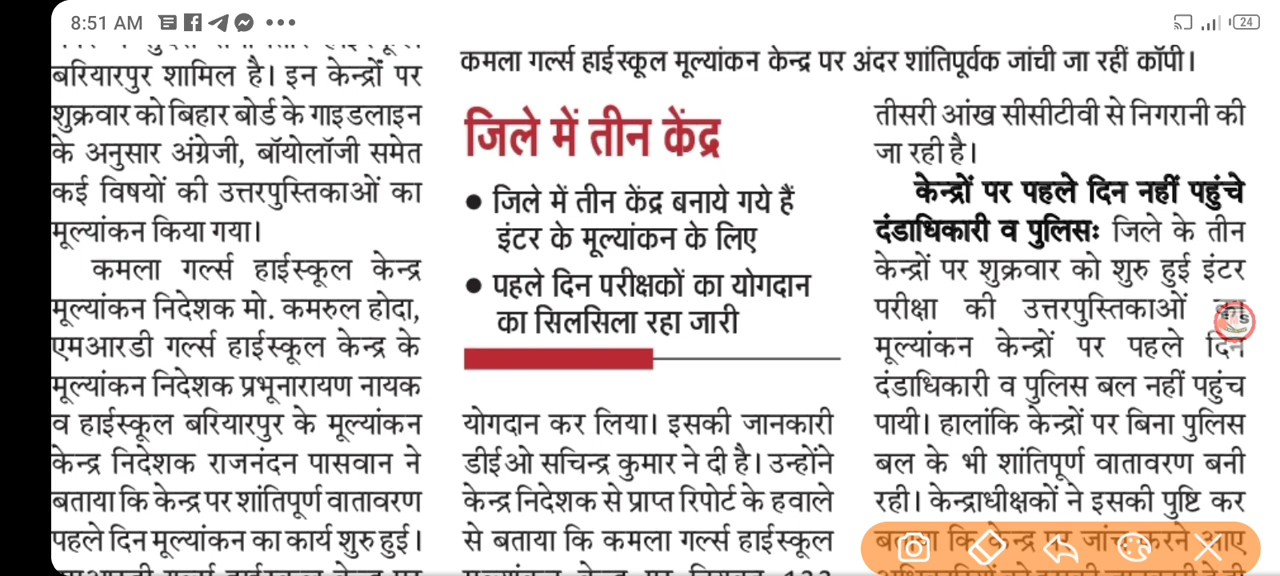 8:51 AM
24
बरियारपुर शामिल है। इन केन्द्रों पर
शुक्रवार को बिहार बोर्ड के गाइडलाइन
के अनुसार अंग्रेजी, बॉयोलॉजी समेत
कई विषयों की उत्तरपुस्तिकाओं का
मूल्यांकन किया गया।
कमला गर्ल्स हाईस्कूल केन्द्र
मूल्यांकन निदेशक मो. कमरुल होदा,
एमआरडी गर्ल्स हाईस्कूल केन्द्र के
मूल्यांकन निदेशक प्रभूनारायण नायक
व हाईस्कूल बरियारपुर के मूल्यांकन
केन्द्र निदेशक राजनंदन पासवान ने
बताया कि केन्द्र पर शांतिपूर्ण वातावरण
पहले दिन मूल्यांकन का कार्य शुरु हुई।
कमला गर्ल्स हाईस्कूल मूल्यांकन केन्द्र पर अंदर शांतिपूर्वक जांची जा रहीं कॉपी।
जिले में तीन केंद्र
● जिले में तीन केंद्र बनाये गये हैं
इंटर के मूल्यांकन के लिए
● पहले दिन परीक्षकों का योगदान
का सिलसिला रहा जारी
योगदान कर लिया। इसकी जानकारी
डीईओ सचिन्द्र कुमार ने दी है। उन्होंने
केन्द्र निदेशक से प्राप्त रिपोर्ट के हवाले
से बताया कि कमला गर्ल्स हाईस्कूल
तीसरी आंख सीसीटीवी से निगरानी की
जा रही है।
केन्द्रों पर पहले दिन नहीं पहुंचे
दंडाधिकारी व पुलिसः जिले के तीन
केन्द्रों पर शुक्रवार को शुरु हुई इंटर
परीक्षा की उत्तरपुस्तिकाओं का
मूल्यांकन केन्द्रों पर पहले दिन
दंडाधिकारी व पुलिस बल नहीं पहुंच
पायी। हालांकि केन्द्रों पर बिना पुलिस
बल के भी शांतिपूर्ण वातावरण बनी
रही। केन्द्राधीक्षकों ने इसकी पुष्टि कर
कि केन्द्र पर जांच करने आए